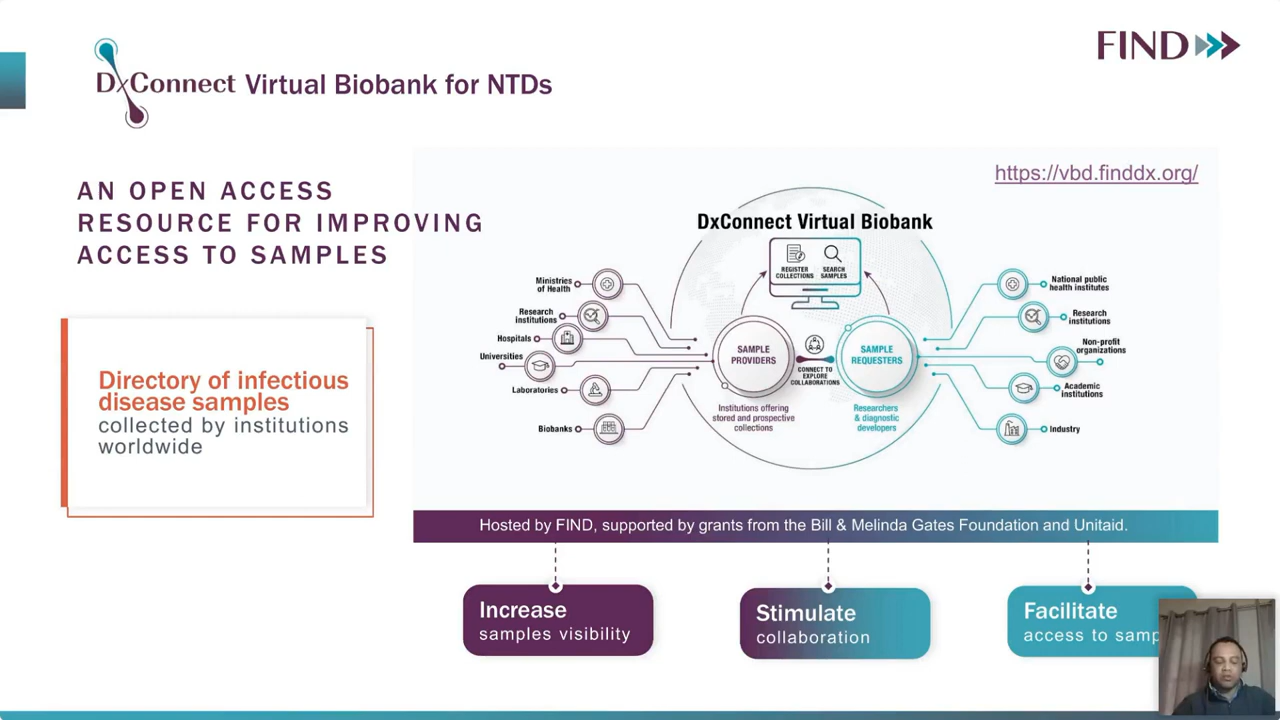 FIND
DxConnect Virtual Biobank for NTDs
AN OPEN ACCESS
RESOURCE FOR IMPROVING
ACCESS TO SAMPLES
Directory of infectious
disease samples
collected by institutions
worldwide
https://vbd.finddx.org/
DxConnect Virtual Biobank
REGISTER
COLLECTIONS
SEARCH
SAMPLES
Ministries
of Health
Research
institutions
Hospitals
Universities
Laboratories
Biobanks
SAMPLE
PROVIDERS
Institutions offering
stored and prospective
collections
CONNECT TO
EXPLORE
COLLABORATIONS
SAMPLE
REQUESTERS
Researchers
& diagnostic
developers
National public
health institutes
Research
institutions
Non-profit
organizations
Academic
institutions
Industry
Hosted by FIND, supported by grants from the Bill & Melinda Gates Foundation and Unitaid.
Increase
samples visibility
Stimulate
collaboration
Facilitate
access to